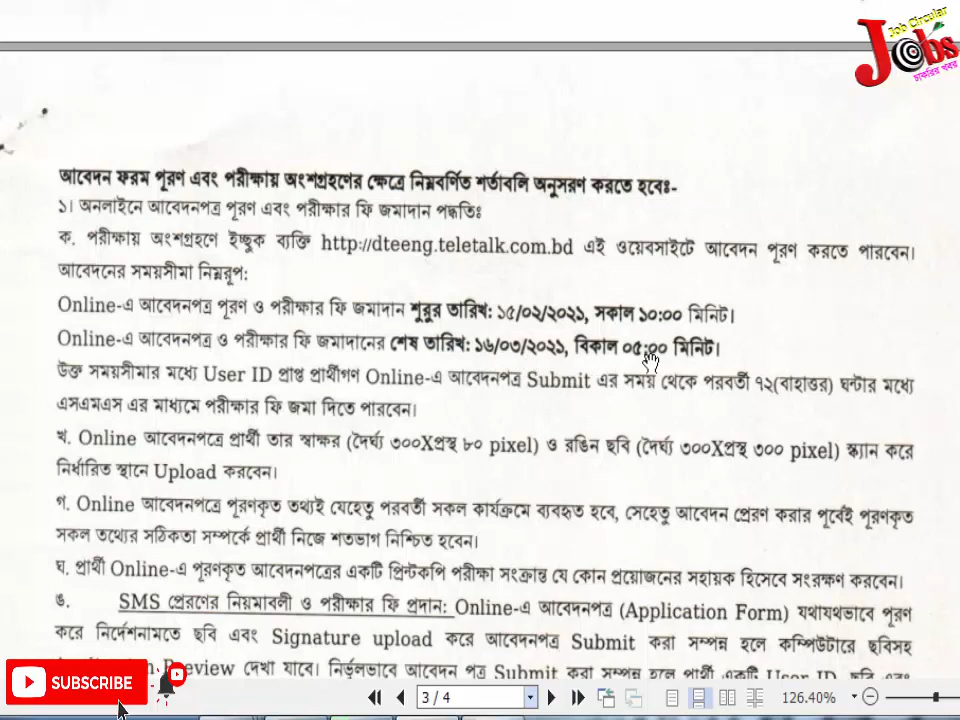 Job Circular
Jobs
চাকরির খবর
আবেদন ফরম পূরণ এবং পরীক্ষায় অংশগ্রহণের ক্ষেত্রে নিম্নবর্ণিত শর্তাবলি অনুসরণ করতে হবেঃ-
১। অনলাইনে আবেদনপত্র পূরণ এবং পরীক্ষার ফি জমাদান পদ্ধতিঃ
ক. পরীক্ষায় অংশগ্রহণে ইচ্ছুক ব্যক্তি http://dteeng.teletalk.com.bd এই ওয়েবসাইটে আবেদন পূরণ করতে পারবেন।
আবেদনের সময়সীমা নিম্নরূপ:
Online-এ আবেদনপত্র পূরণ ও পরীক্ষার ফি জমাদান শুরুর তারিখ: ১৫/০২/২০২১, সকাল ১০:০০ মিনিট।
Online-এ আবেদনপত্র ও পরীক্ষার ফি জমাদানের শেষ তারিখ: ১৬/০৩/২০২১, বিকাল ০৫:০০ মিনিট।
উক্ত সময়সীমার মধ্যে User ID প্রাপ্ত প্রার্থীগণ Online-এ আবেদনপত্র Submit এর সময় থেকে পরবর্তী ৭২(বাহাত্তর) ঘন্টার মধ্যে
এসএমএস এর মাধ্যমে পরীক্ষার ফি জমা দিতে পারবেন।
খ. Online আবেদনপত্রে প্রার্থী তার স্বাক্ষর (দৈর্ঘ্য ৩০০Xপ্রস্থ ৮০ pixel) ও রঙিন ছবি (দৈর্ঘ্য ৩০০Xপ্রস্থ ৩০০ pixel) স্ক্যান করে
নির্ধারিত স্থানে Upload করবেন।
গ. Online আবেদনপত্রে পূরণকৃত তথ্যই যেহেতু পরবর্তী সকল কার্যক্রমে ব্যবহৃত হবে, সেহেতু আবেদন প্রেরণ করার পূর্বেই পূরণকৃত
সকল তথ্যের সঠিকতা সম্পর্কে প্রার্থী নিজে শতভাগ নিশ্চিত হবেন।
ঘ. প্রার্থী Online-এ পূরণকৃত আবেদনপত্রের একটি প্রিন্টকপি পরীক্ষা সংক্রান্ত যে কোন প্রয়োজনের সহায়ক হিসেবে সংরক্ষণ করবেন।
ঙ. SMS প্রেরণের নিয়মাবলী ও পরীক্ষার ফি প্রদান: Online-এ আবেদনপত্র (Application Form) যথাযথভাবে পূরণ
করে নির্দেশনামতে ছবি এবং Signature upload করে আবেদনপত্র Submit করা সম্পন্ন হলে কম্পিউটারে ছবিসহ
Preview দেখা যাবে। নির্ভুলভাবে আবেদন পত্র Submit করা সম্পন্ন হলে প্রার্থী একটি User ID, ছবি এবং
SUBSCRIBE
3 / 4
126.40%